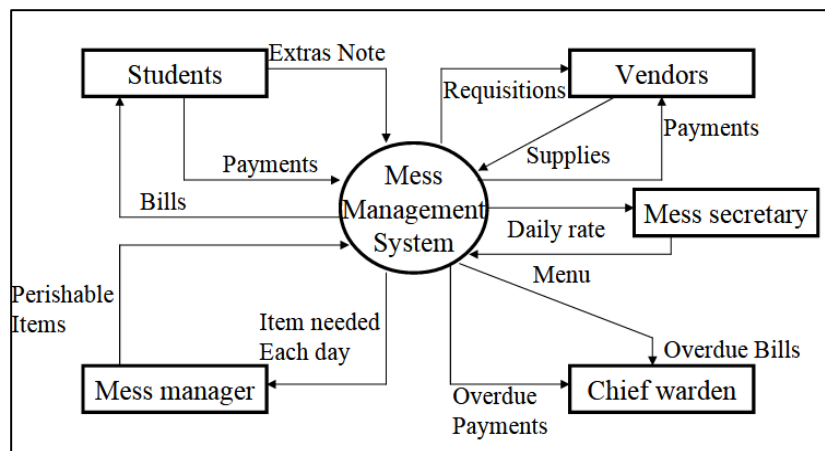 Extras Note
Students
Vendors
Requisitions
Payments
Supplies
Payments
Bills
Mess
Management
System
Mess secretary
Daily rate
Menu
Perishable
Items
Item needed
Each day
Overdue Bills
Mess manager
Chief warden
Overdue
Payments